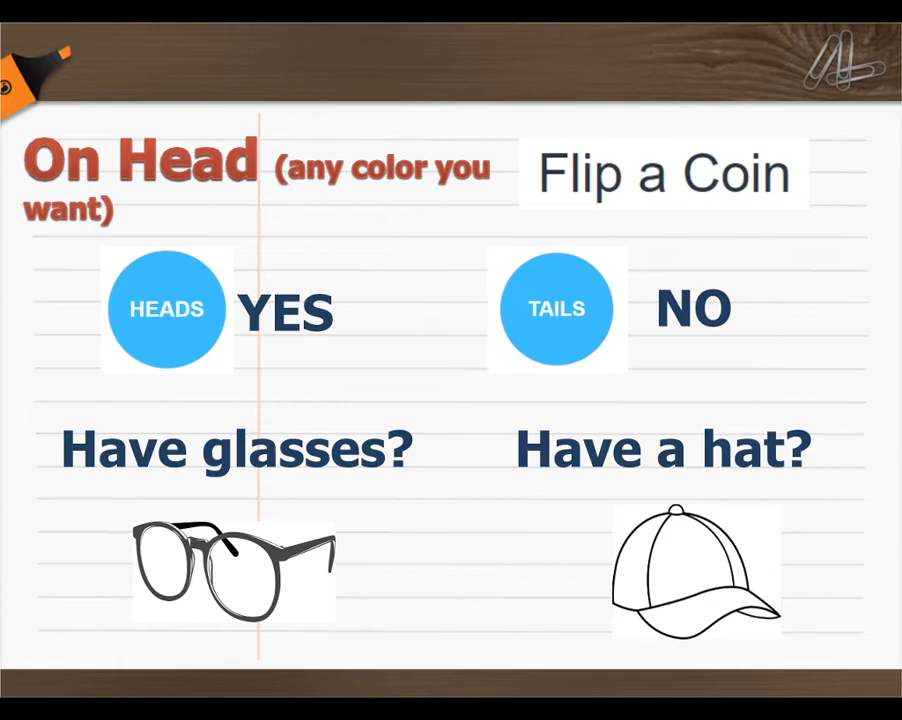 On Head (any color you
want)
Flip a Coin
HEADS YES
TAILS NO
Have glasses?
Have a hat?